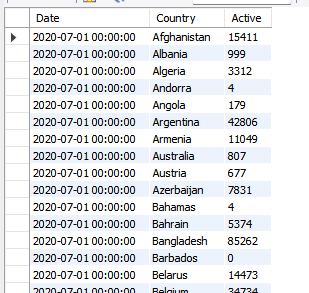 Date Country Active
2020-07-01 00:00:00 Afghanistan 15411
2020-07-01 00:00:00 Albania 999
2020-07-01 00:00:00 Algeria 3312
2020-07-01 00:00:00 Andorra 4
2020-07-01 00:00:00 Angola 179
2020-07-01 00:00:00 Argentina 42806
2020-07-01 00:00:00 Armenia 11049
2020-07-01 00:00:00 Australia 807
2020-07-01 00:00:00 Austria 677
2020-07-01 00:00:00 Azerbaijan 7831
2020-07-01 00:00:00 Bahamas 4
2020-07-01 00:00:00 Bahrain 5374
2020-07-01 00:00:00 Bangladesh 85262
2020-07-01 00:00:00 Barbados 0
2020-07-01 00:00:00 Belarus 14473
2020-07-01 00:00:00 Belgium 34734